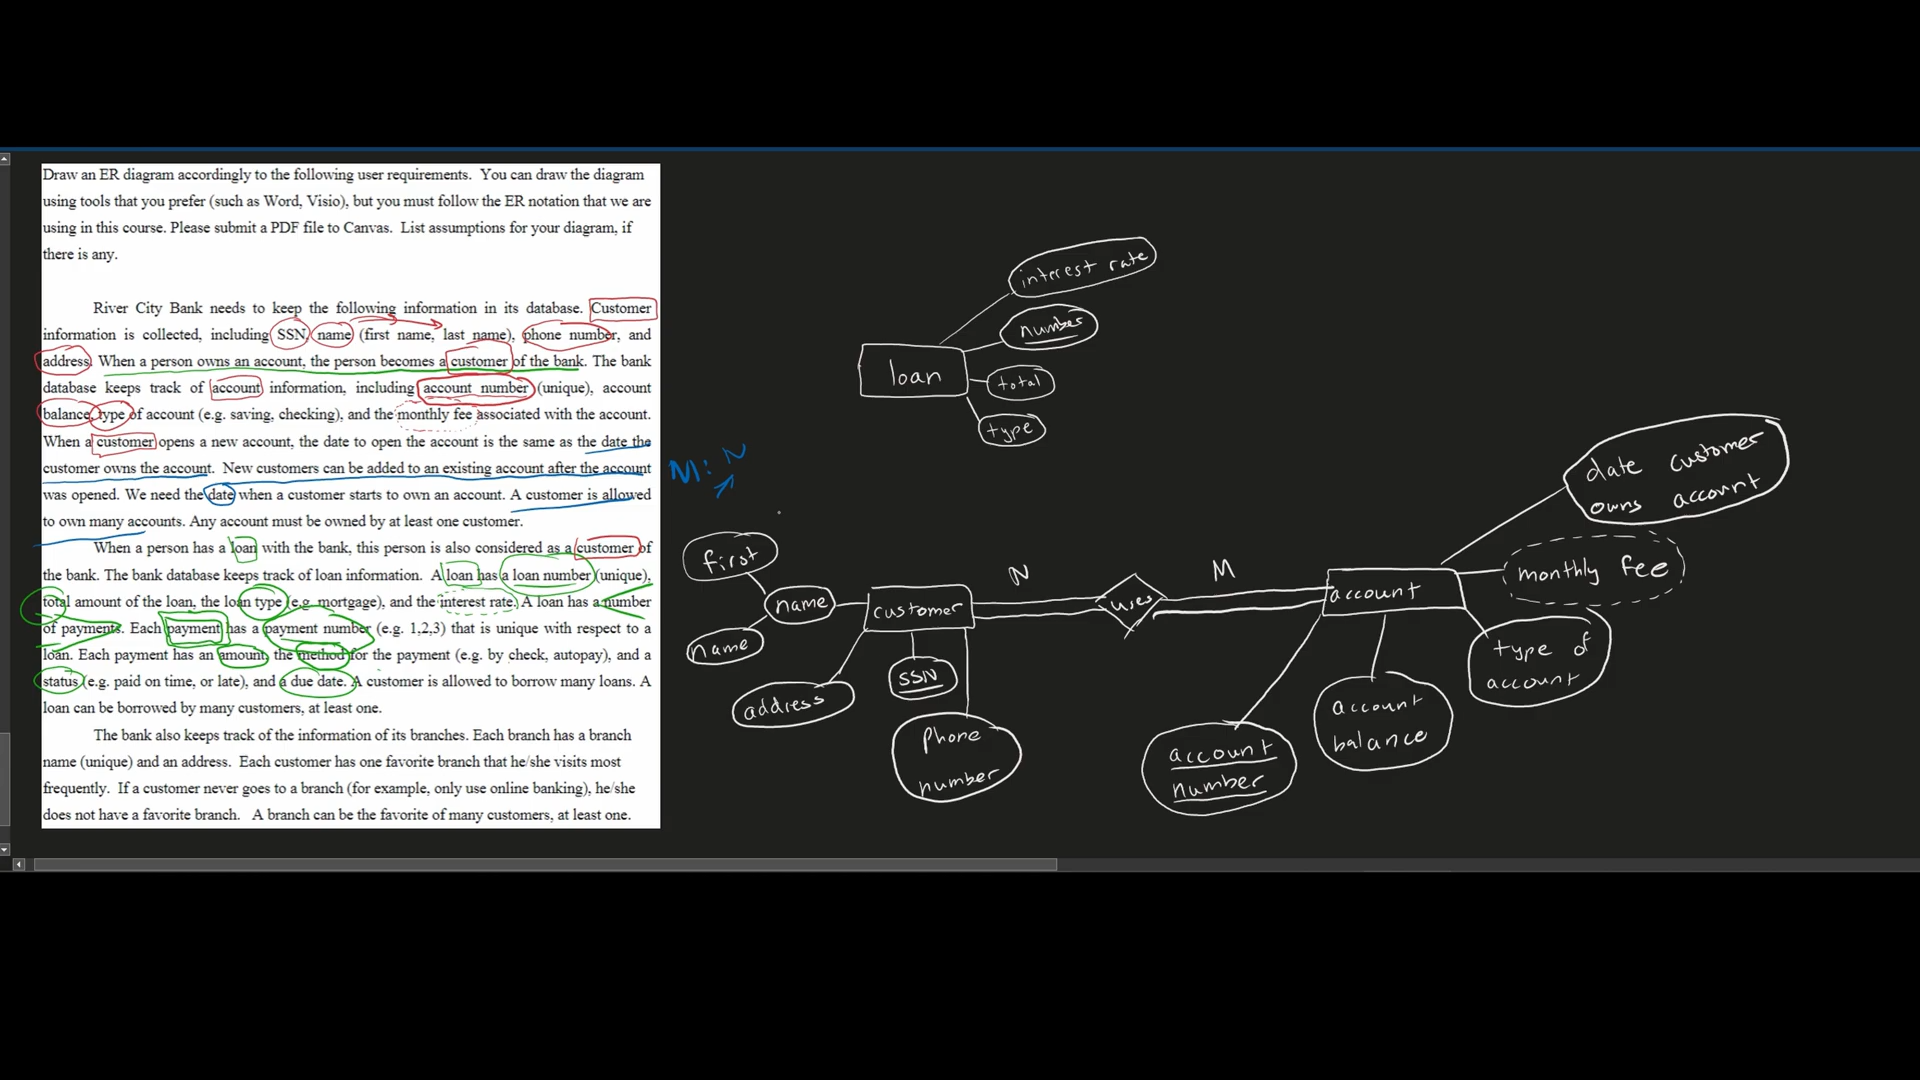 Draw an ER diagram accordingly to the following user requirements. You can draw the diagram
using tools that you prefer (such as Word, Visio), but you must follow the ER notation that we are
using in this course. Please submit a PDF file to Canvas. List assumptions for your diagram, if
there is any.
River City Bank needs to keep the following information in its database. Customer
information is collected, including SSN, name (first name, last name), phone number, and
address. When a person owns an account, the person becomes a customer of the bank. The bank
database keeps track of account information, including account number (unique), account
balance, type of account (e.g. saving, checking), and the monthly fee associated with the account.
When a customer opens a new account, the date to open the account is the same as the date the
customer owns the account. New customers can be added to an existing account after the account
was opened. We need the date when a customer starts to own an account. A customer is allowed
to own many accounts. Any account must be owned by at least one customer.
When a person has a loan with the bank, this person is also considered as a customer of
the bank. The bank database keeps track of loan information. A loan has a loan number (unique),
total amount of the loan, the loan type (e.g. mortgage), and the interest rate. A loan has a number
of payments. Each payment has a payment number (e.g. 1,2,3) that is unique with respect to a
loan. Each payment has an amount, the method for the payment (e.g. by check, autopay), and a
status (e.g. paid on time, or late), and a due date. A customer is allowed to borrow many loans. A
loan can be borrowed by many customers, at least one.
The bank also keeps track of the information of its branches. Each branch has a branch
name (unique) and an address. Each customer has one favorite branch that he/she visits most
frequently. If a customer never goes to a branch (for example, only use online banking), he/she
does not have a favorite branch. A branch can be the favorite of many customers, at least one.
M:N
interest rate
number
loan
total
type
date customer
owns account
first
name
name
customer
N
uses
M
account
monthly fee
type of
account
address
SSN
phone
number
account
number
account
balance